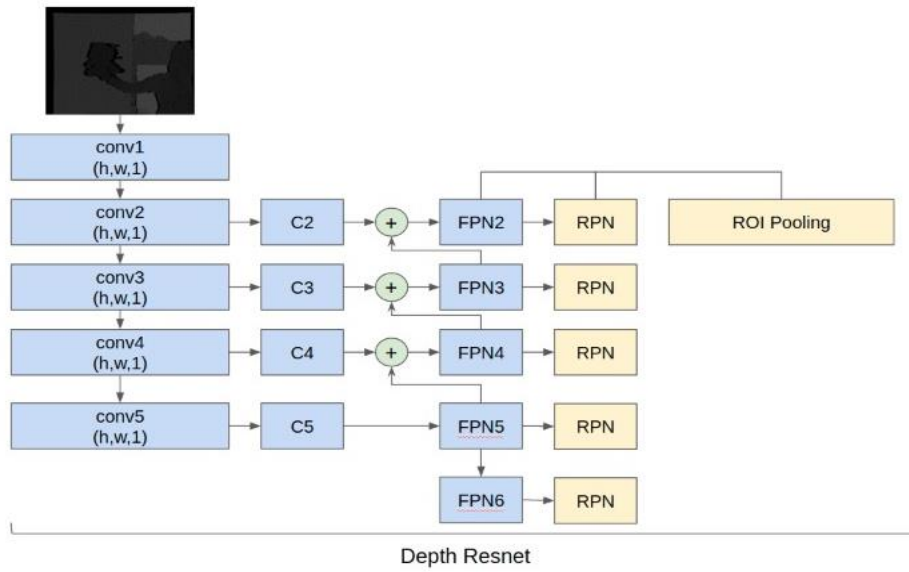 conv1
(h,w,1)
conv2
(h,w,1)
C2
+
FPN2
RPN
ROI Pooling
conv3
(h,w,1)
C3
+
FPN3
RPN
conv4
(h,w,1)
C4
+
FPN4
RPN
conv5
(h,w,1)
C5
FPN5
RPN
FPN6
RPN
Depth Resnet